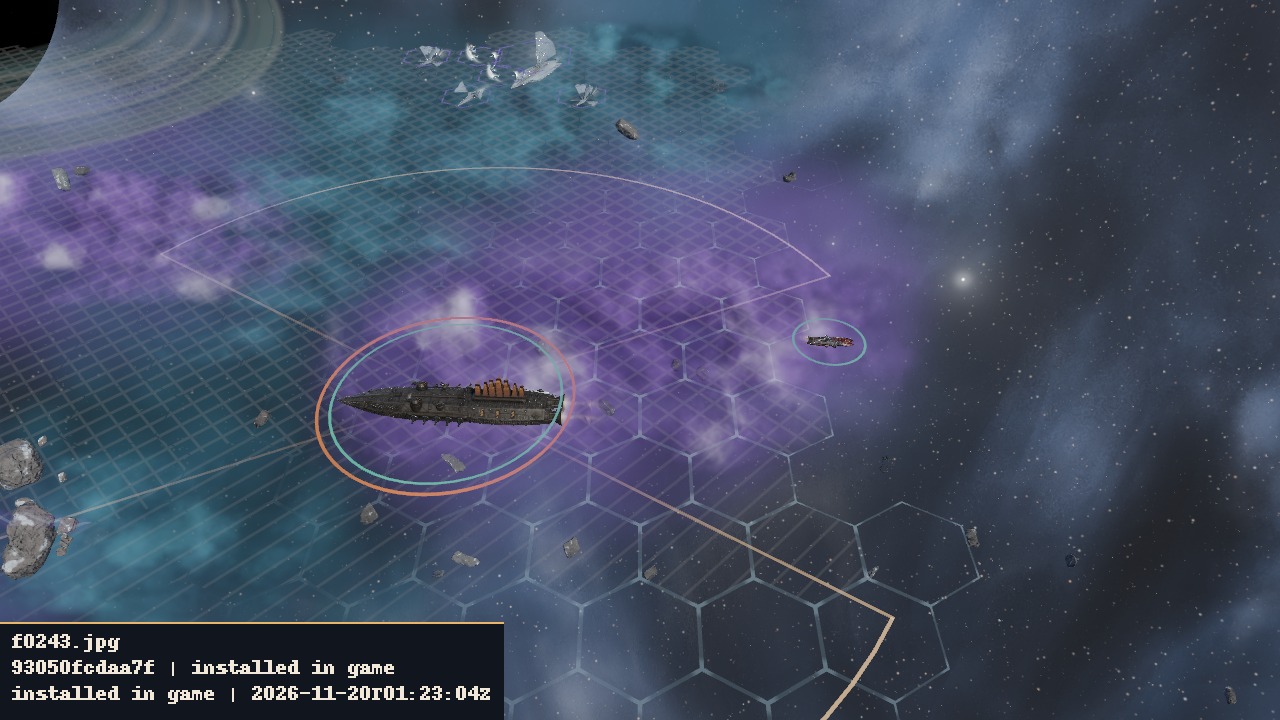 f0243.jpg
93050fcdaa7f | installed in game
installed in game | 2026-11-20T01:23:04Z